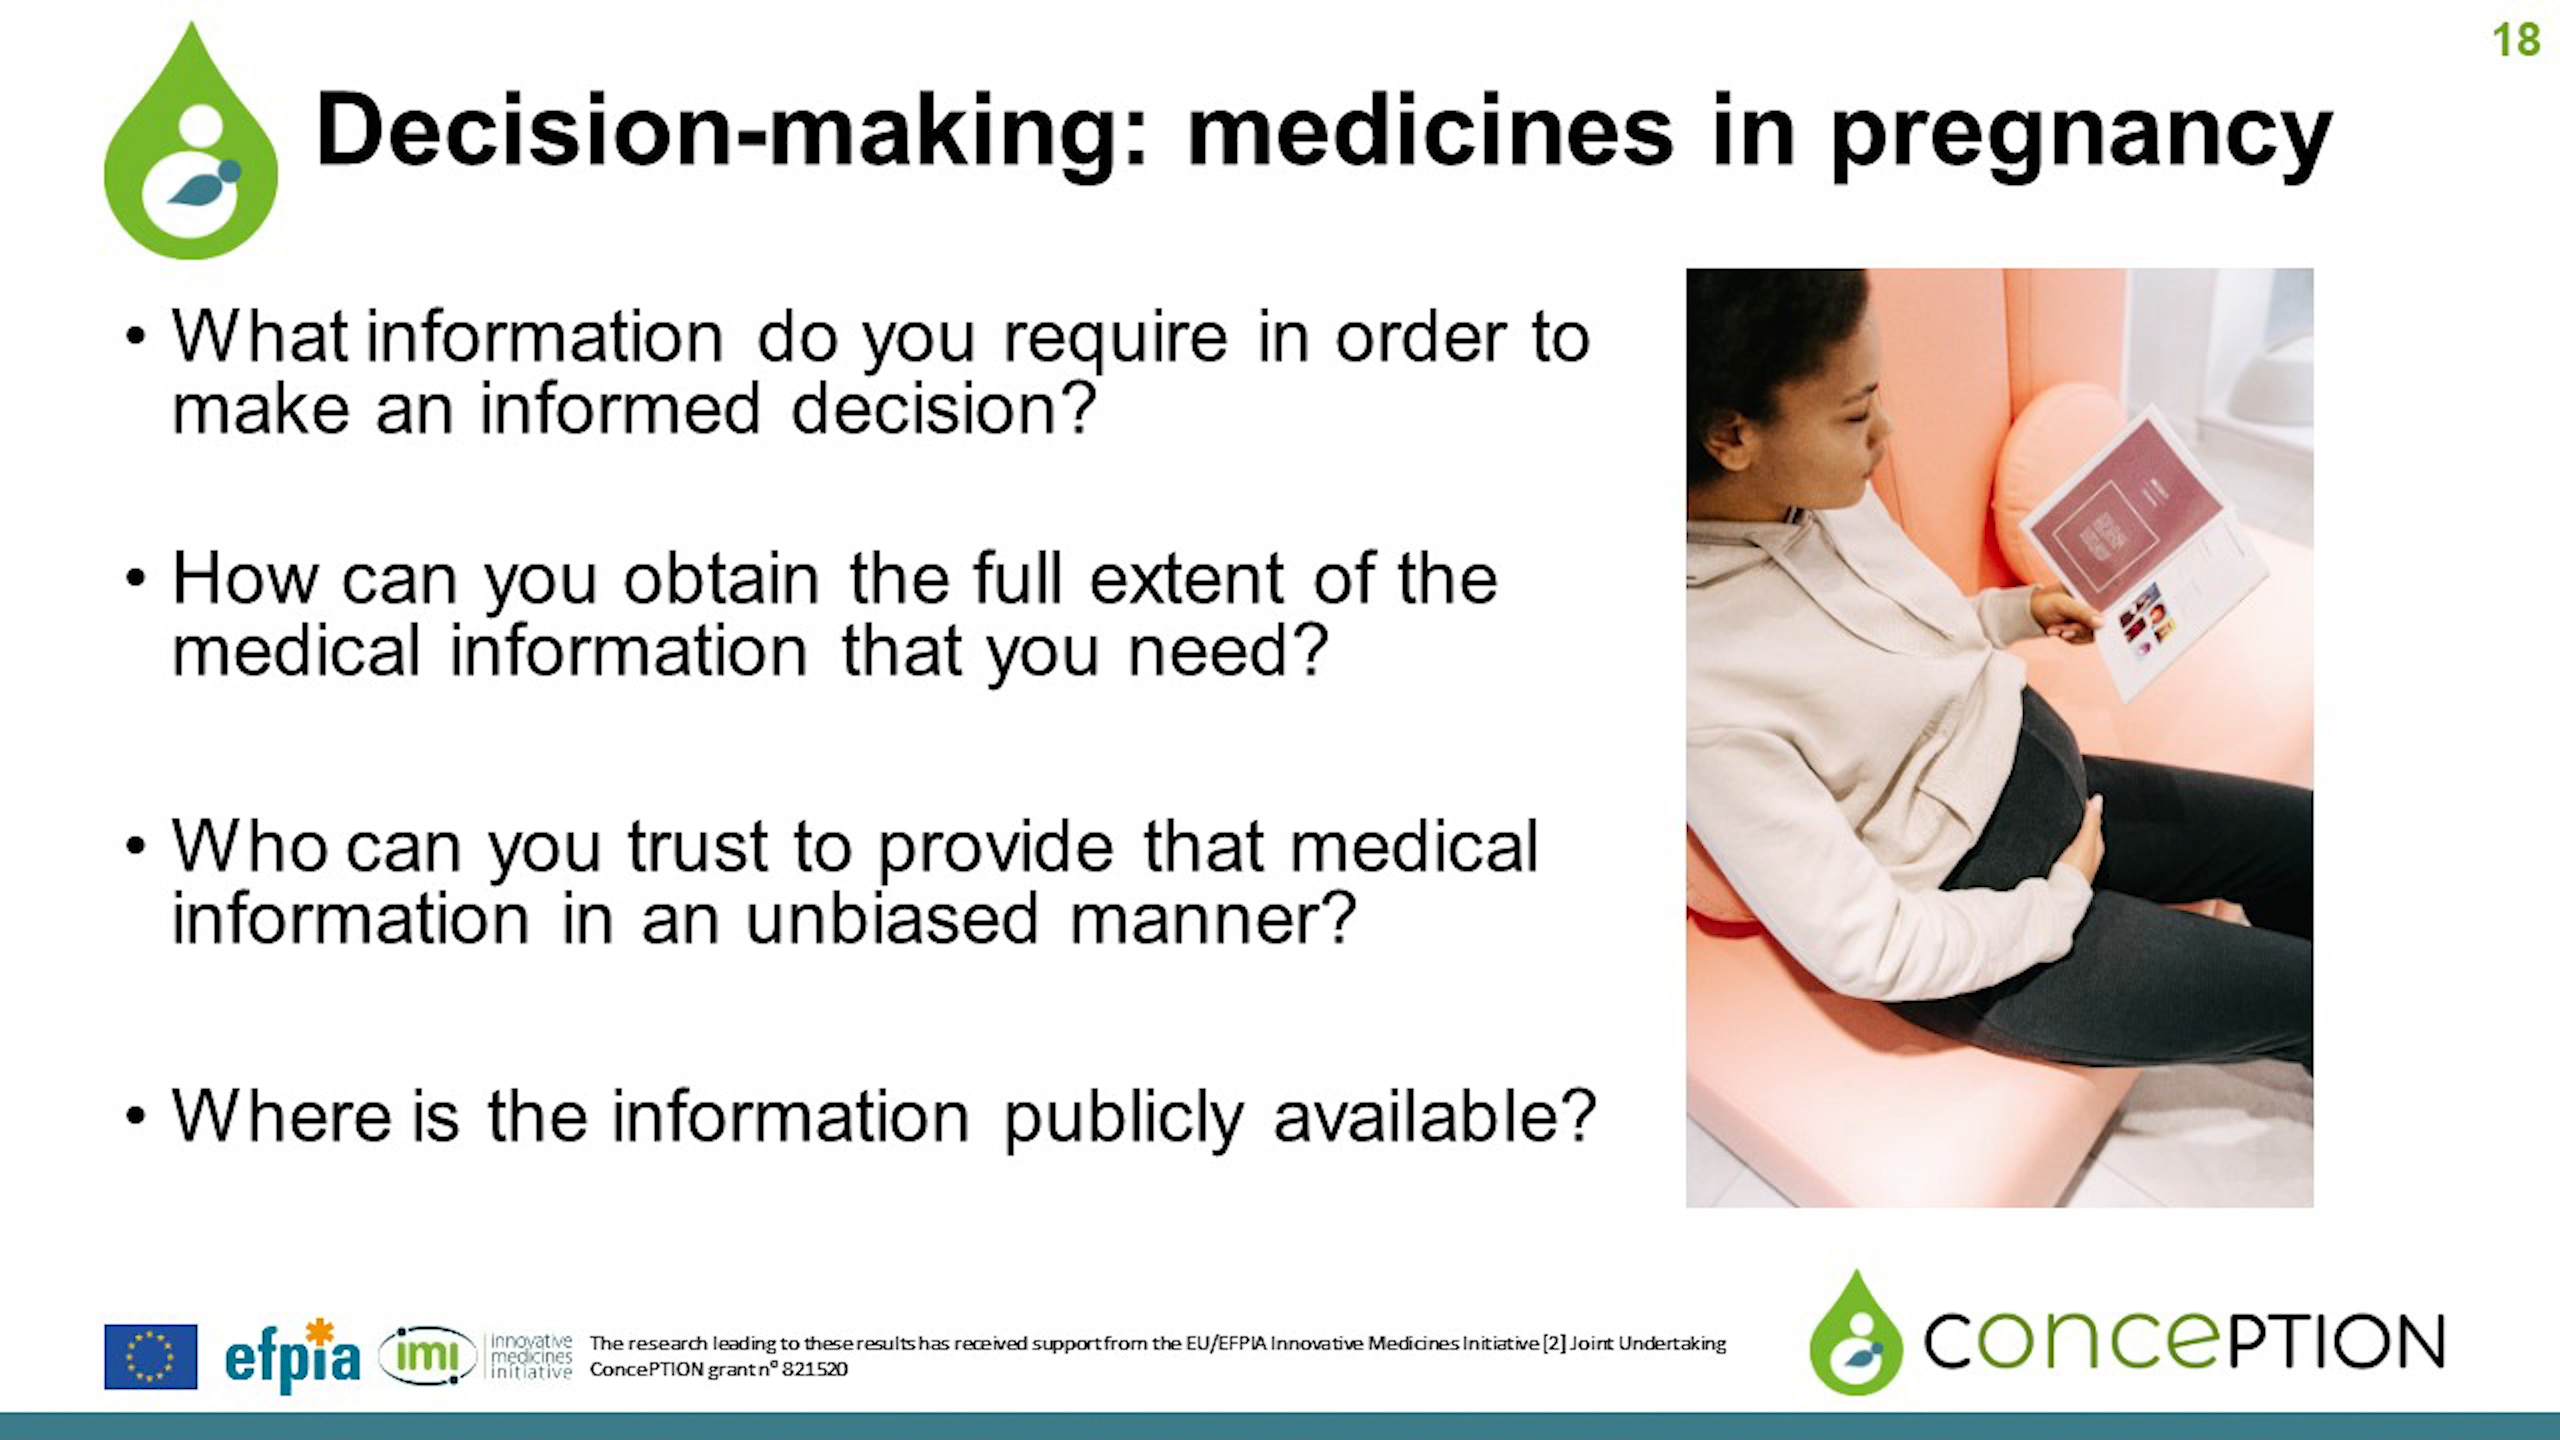 18
Decision-making: medicines in pregnancy
• What information do you require in order to
make an informed decision?
• How can you obtain the full extent of the
medical information that you need?
• Who can you trust to provide that medical
information in an unbiased manner?
• Where is the information publicly available?
efpia
imi
innovative
medicines
initiative
The research leading to these results has received support from the EU/EFPIA Innovative Medicines Initiative [2] Joint Undertaking
ConcePTION grant nº 821520
concePTION